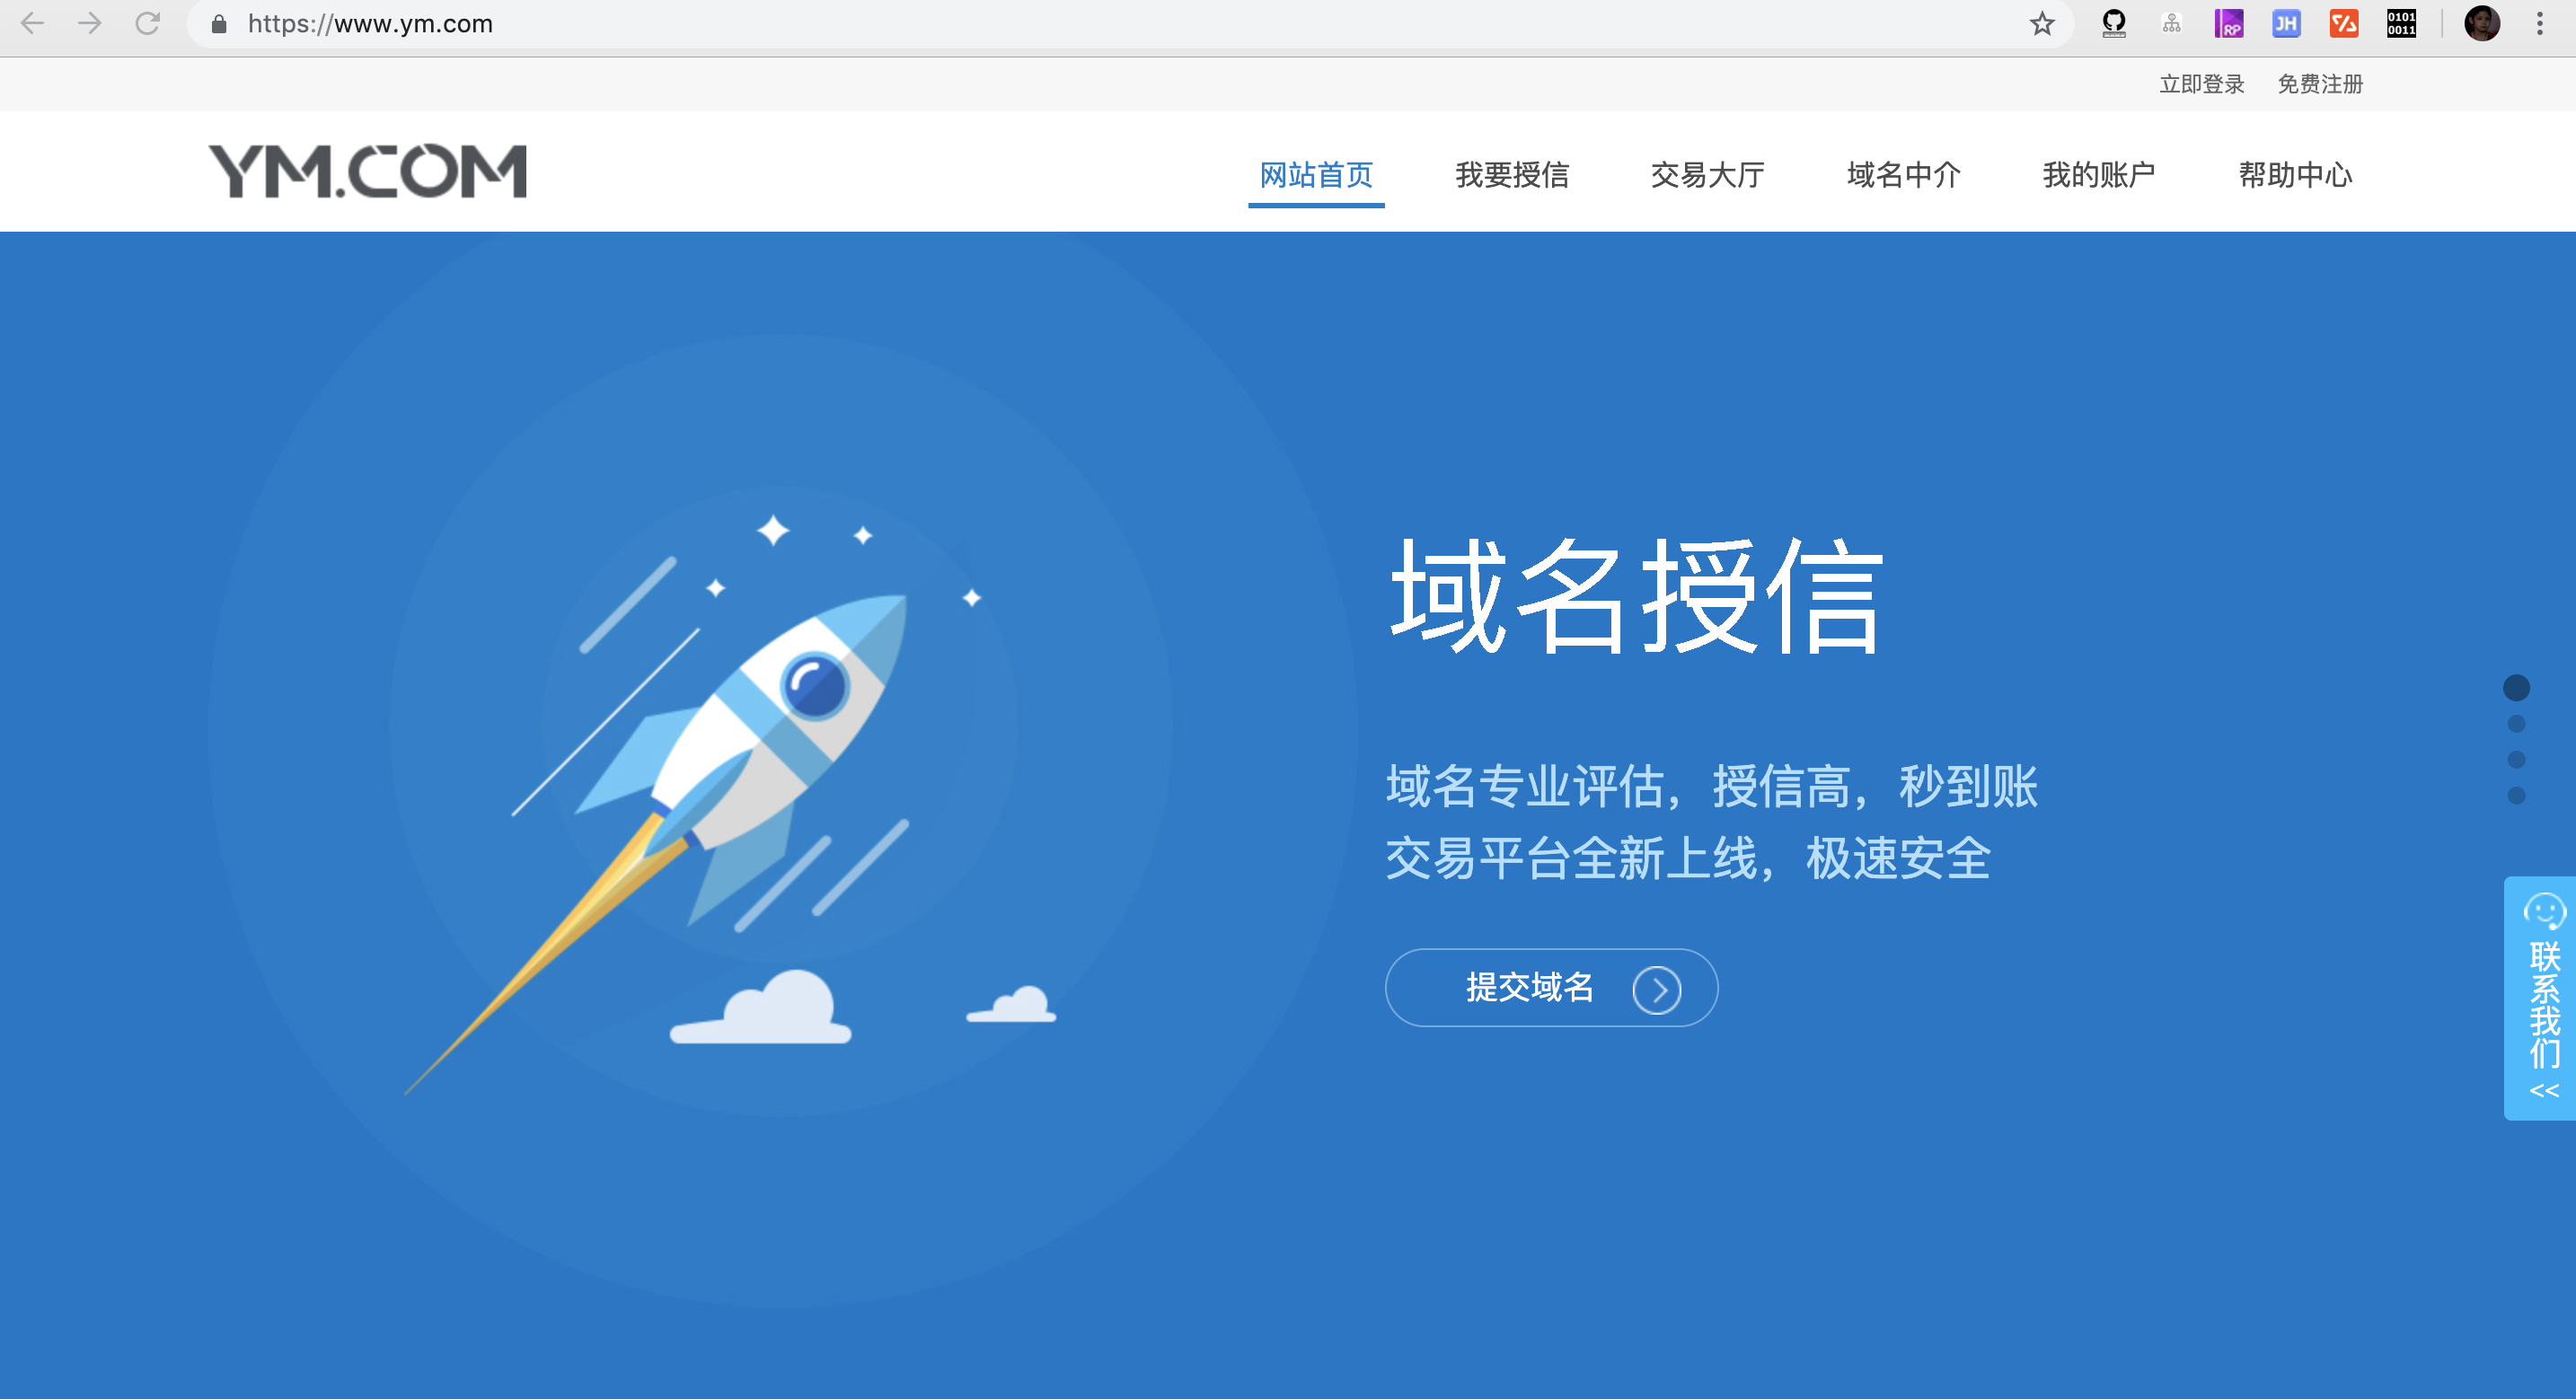 https://www.ym.com
RP
JH
0101
0011
立即登录 免费注册
YM.COM
网站首页 我要授信 交易大厅 域名中介 我的账户 帮助中心
域名授信
域名专业评估，授信高，秒到账
交易平台全新上线，极速安全
提交域名
联系我们
<<